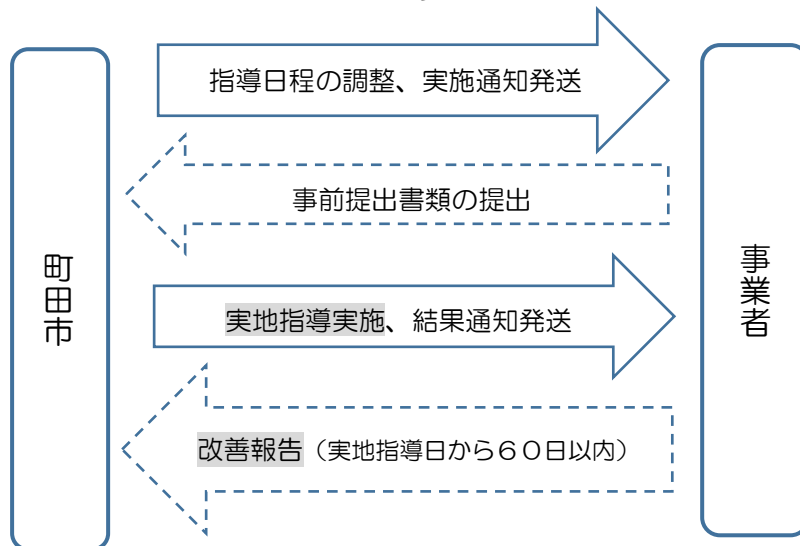 指導日程の調整、実施通知発送
事前提出書類の提出
町田市
事業者
実地指導実施、結果通知発送
改善報告（実地指導日から６０日以内）